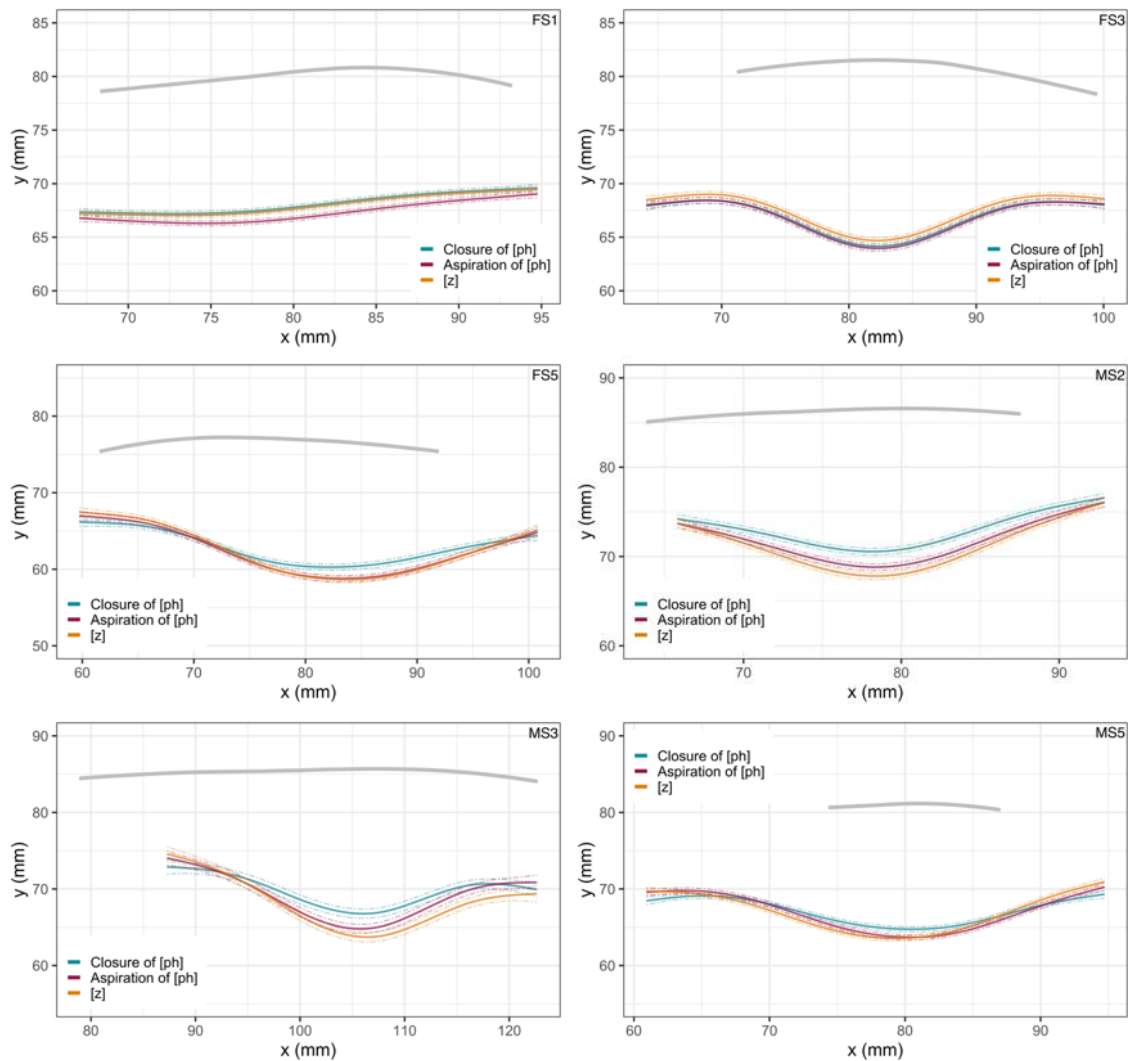 FS1
85
80
75
70
65
60
y (mm)
Closure of [ph]
Aspiration of [ph]
[z]
70 75 80 85 90 95
x (mm)
FS3
85
80
75
70
65
60
y (mm)
Closure of [ph]
Aspiration of [ph]
[z]
70 80 90 100
x (mm)
FS5
80
70
60
50
y (mm)
Closure of [ph]
Aspiration of [ph]
[z]
60 70 80 90 100
x (mm)
MS2
90
80
70
60
y (mm)
Closure of [ph]
Aspiration of [ph]
[z]
70 80 90
x (mm)
MS3
90
80
70
60
y (mm)
Closure of [ph]
Aspiration of [ph]
[z]
80 90 100 110 120
x (mm)
MS5
90
80
70
60
y (mm)
Closure of [ph]
Aspiration of [ph]
[z]
60 70 80 90
x (mm)